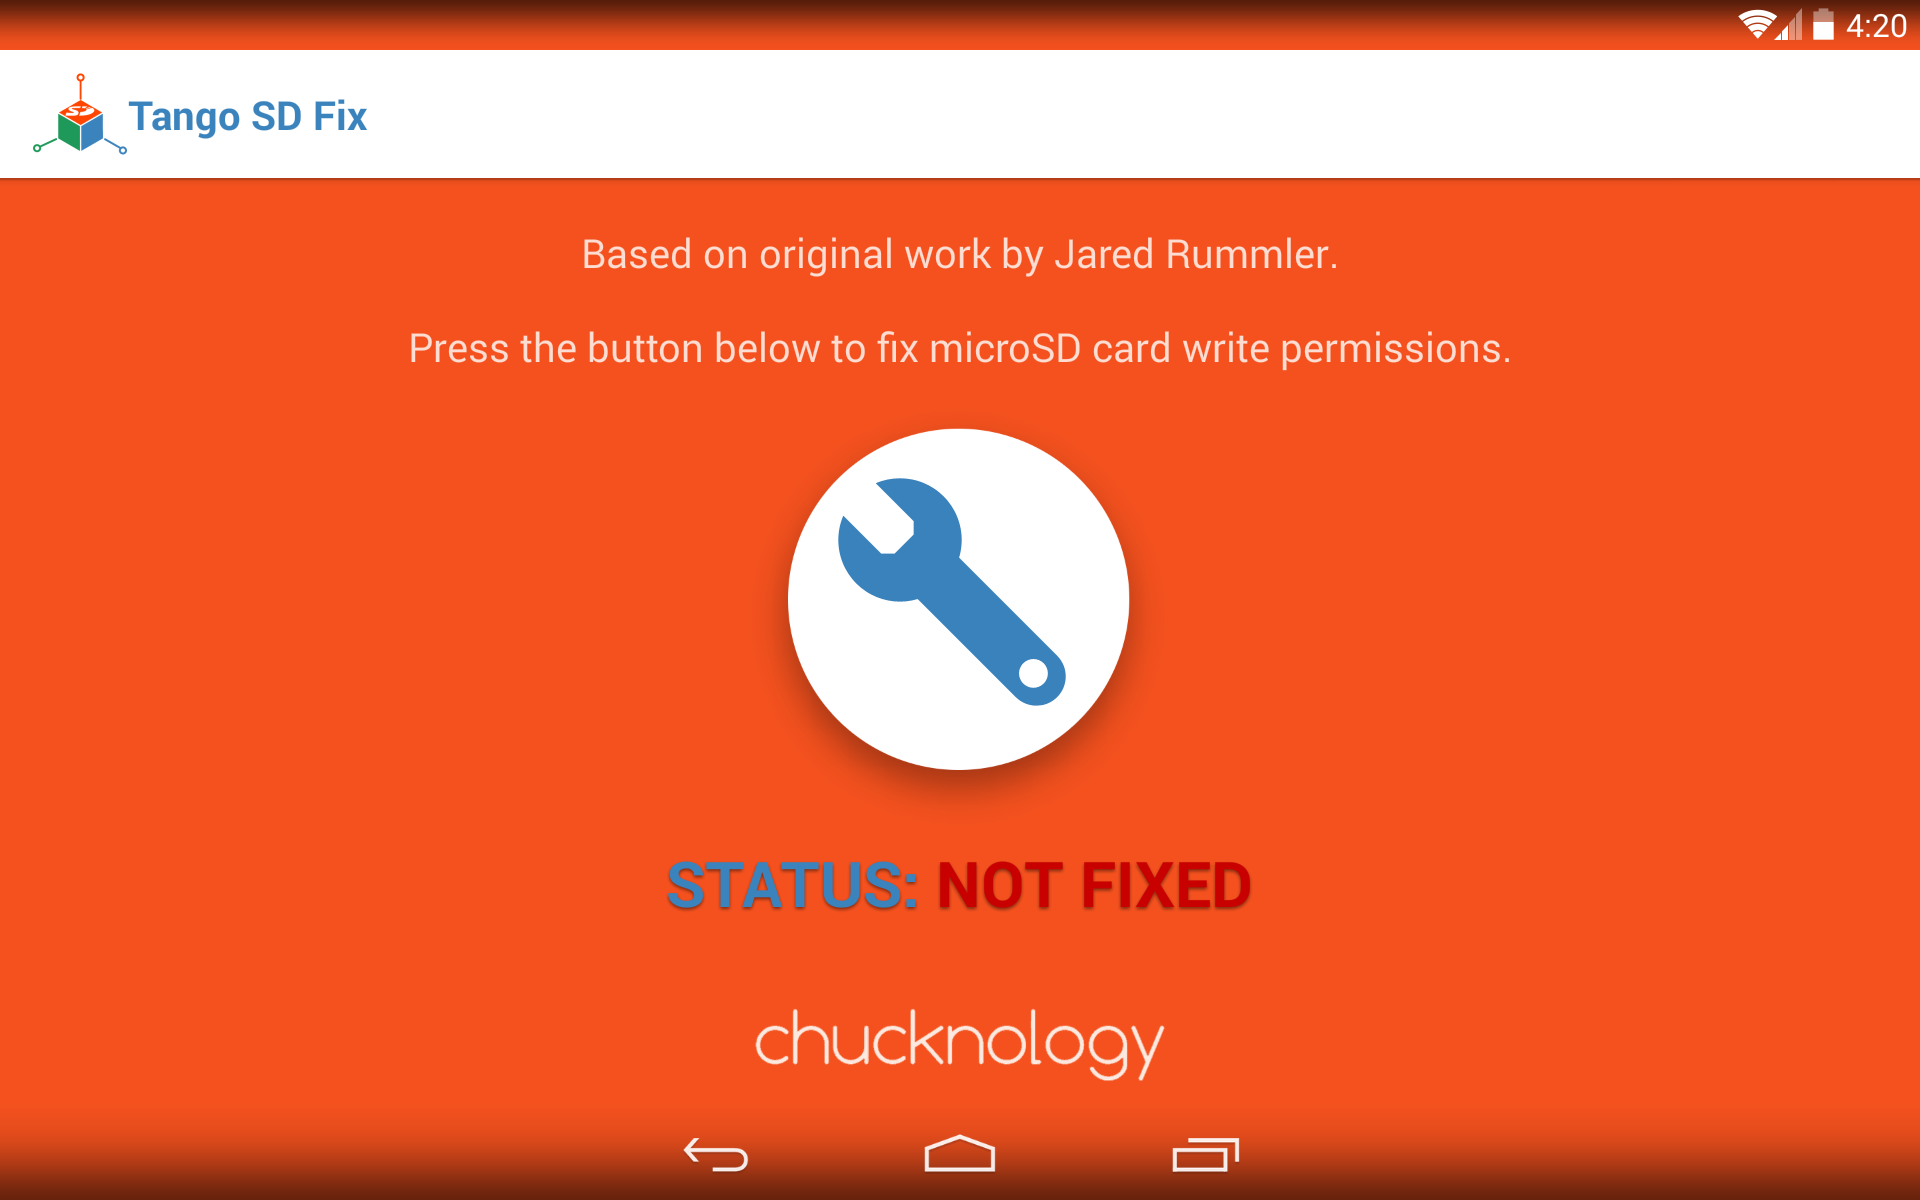 4:20
Tango SD Fix
Based on original work by Jared Rummler.
Press the button below to fix microSD card write permissions.
STATUS: NOT FIXED
chucknology